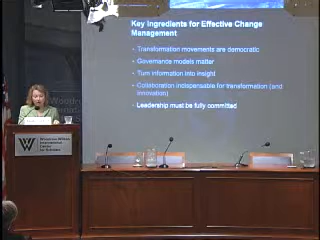 Key Ingredients for Effective Change
Management
- Transformation movements are democratic
- Governance models matter
- Turn information into insight
- Collaboration indispensable for transformation (and
innovation)
- Leadership must be fully committed
Woodrow Wilson
International
Center
for Scholars